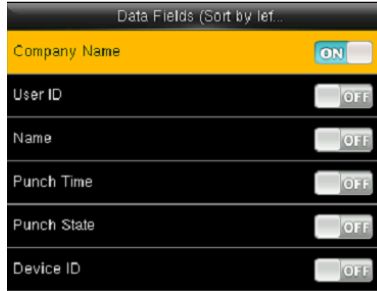 Data Fields (Sort by lef...
Company Name ON
User ID OFF
Name OFF
Punch Time OFF
Punch State OFF
Device ID OFF